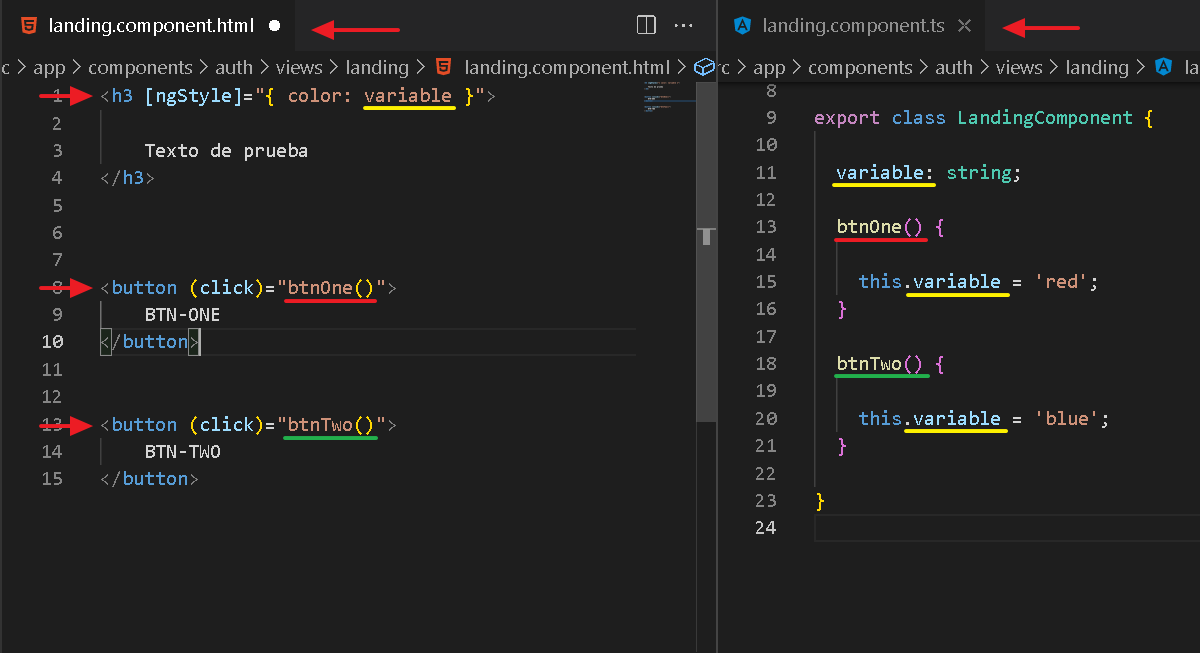 landing.component.html
c > app > components > auth > views > landing > landing.component.html >
1 <h3 [ngStyle]="{ color: variable }">
2
3 Texto de prueba
4 </h3>
5
6
7
8 <button (click)="btnOne()">
9 BTN-ONE
10 </button>
11
12
13 <button (click)="btnTwo()">
14 BTN-TWO
15 </button>
landing.component.ts
rc > app > components > auth > views > landing > la
8
9 export class LandingComponent {
10
11 variable: string;
12
13 btnOne() {
14
15 this.variable = 'red';
16 }
17
18 btnTwo() {
19
20 this.variable = 'blue';
21 }
22
23 }
24